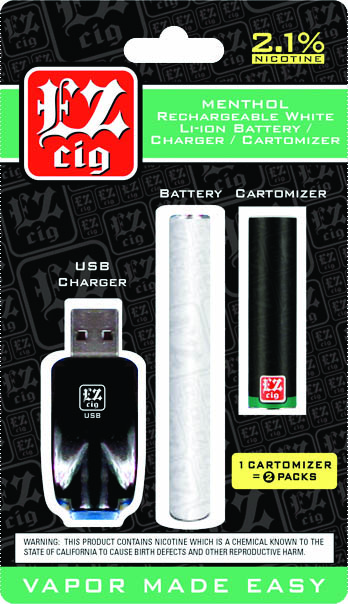 2.1%
NICOTINE
EZ
cig
MENTHOL
RECHARGEABLE WHITE
LI-ION BATTERY /
CHARGER / CARTOMIZER
BATTERY
CARTOMIZER
USB
CHARGER
EZ
cig
USB
EZ
cig
1 CARTOMIZER
= 2 PACKS
WARNING: THIS PRODUCT CONTAINS NICOTINE WHICH IS A CHEMICAL KNOWN TO THE
STATE OF CALIFORNIA TO CAUSE BIRTH DEFECTS AND OTHER REPRODUCTIVE HARM.
VAPOR MADE EASY